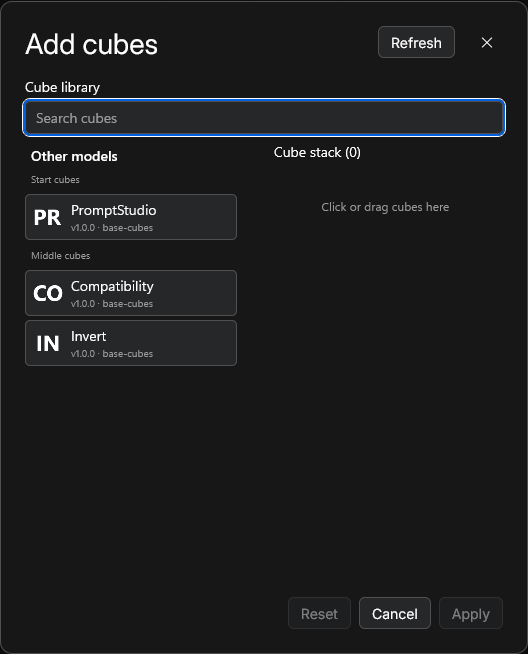 Add cubes
Refresh
Cube library
Search cubes
Other models
Start cubes
PR
PromptStudio
v1.0.0 · base-cubes
Middle cubes
CO
Compatibility
v1.0.0 · base-cubes
IN
Invert
v1.0.0 · base-cubes
Cube stack (0)
Click or drag cubes here
Reset
Cancel
Apply